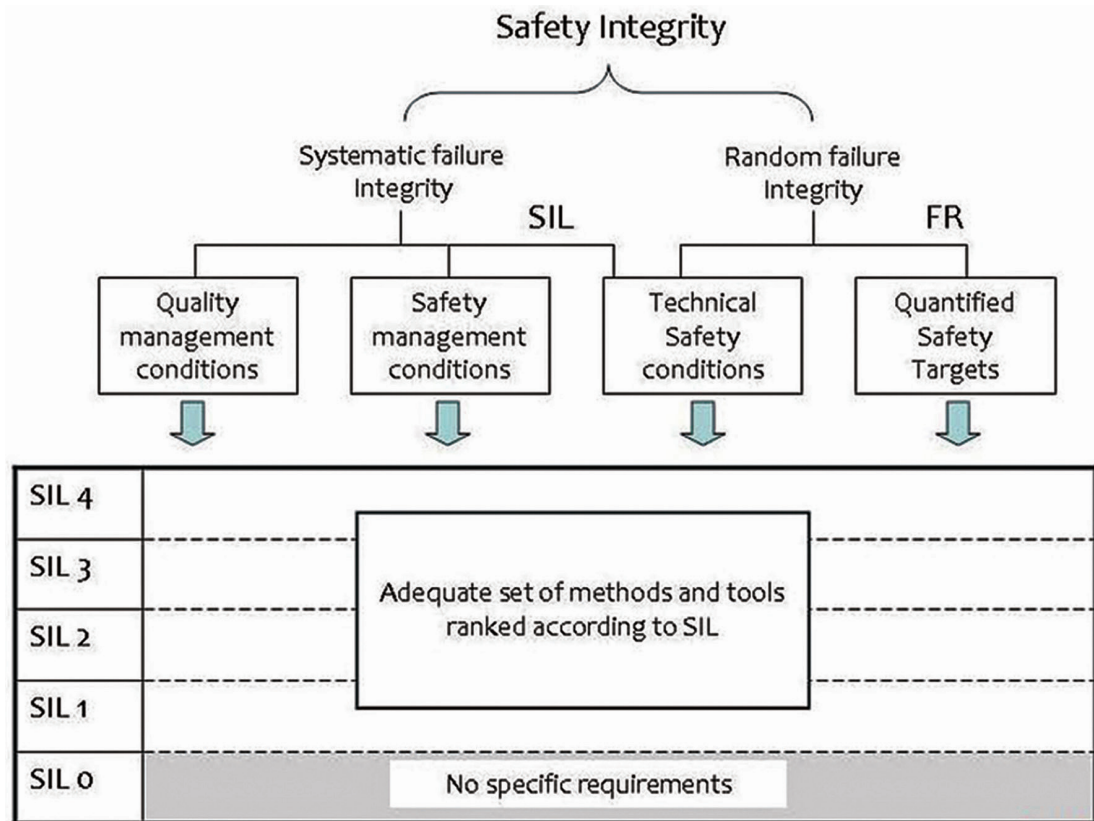 Safety Integrity
Systematic failure
Integrity
Random failure
Integrity
SIL
FR
Quality
management
conditions
Safety
management
conditions
Technical
Safety
conditions
Quantified
Safety
Targets
SIL 4
SIL 3
SIL 2
SIL 1
SIL 0
Adequate set of methods and tools
ranked according to SIL
No specific requirements